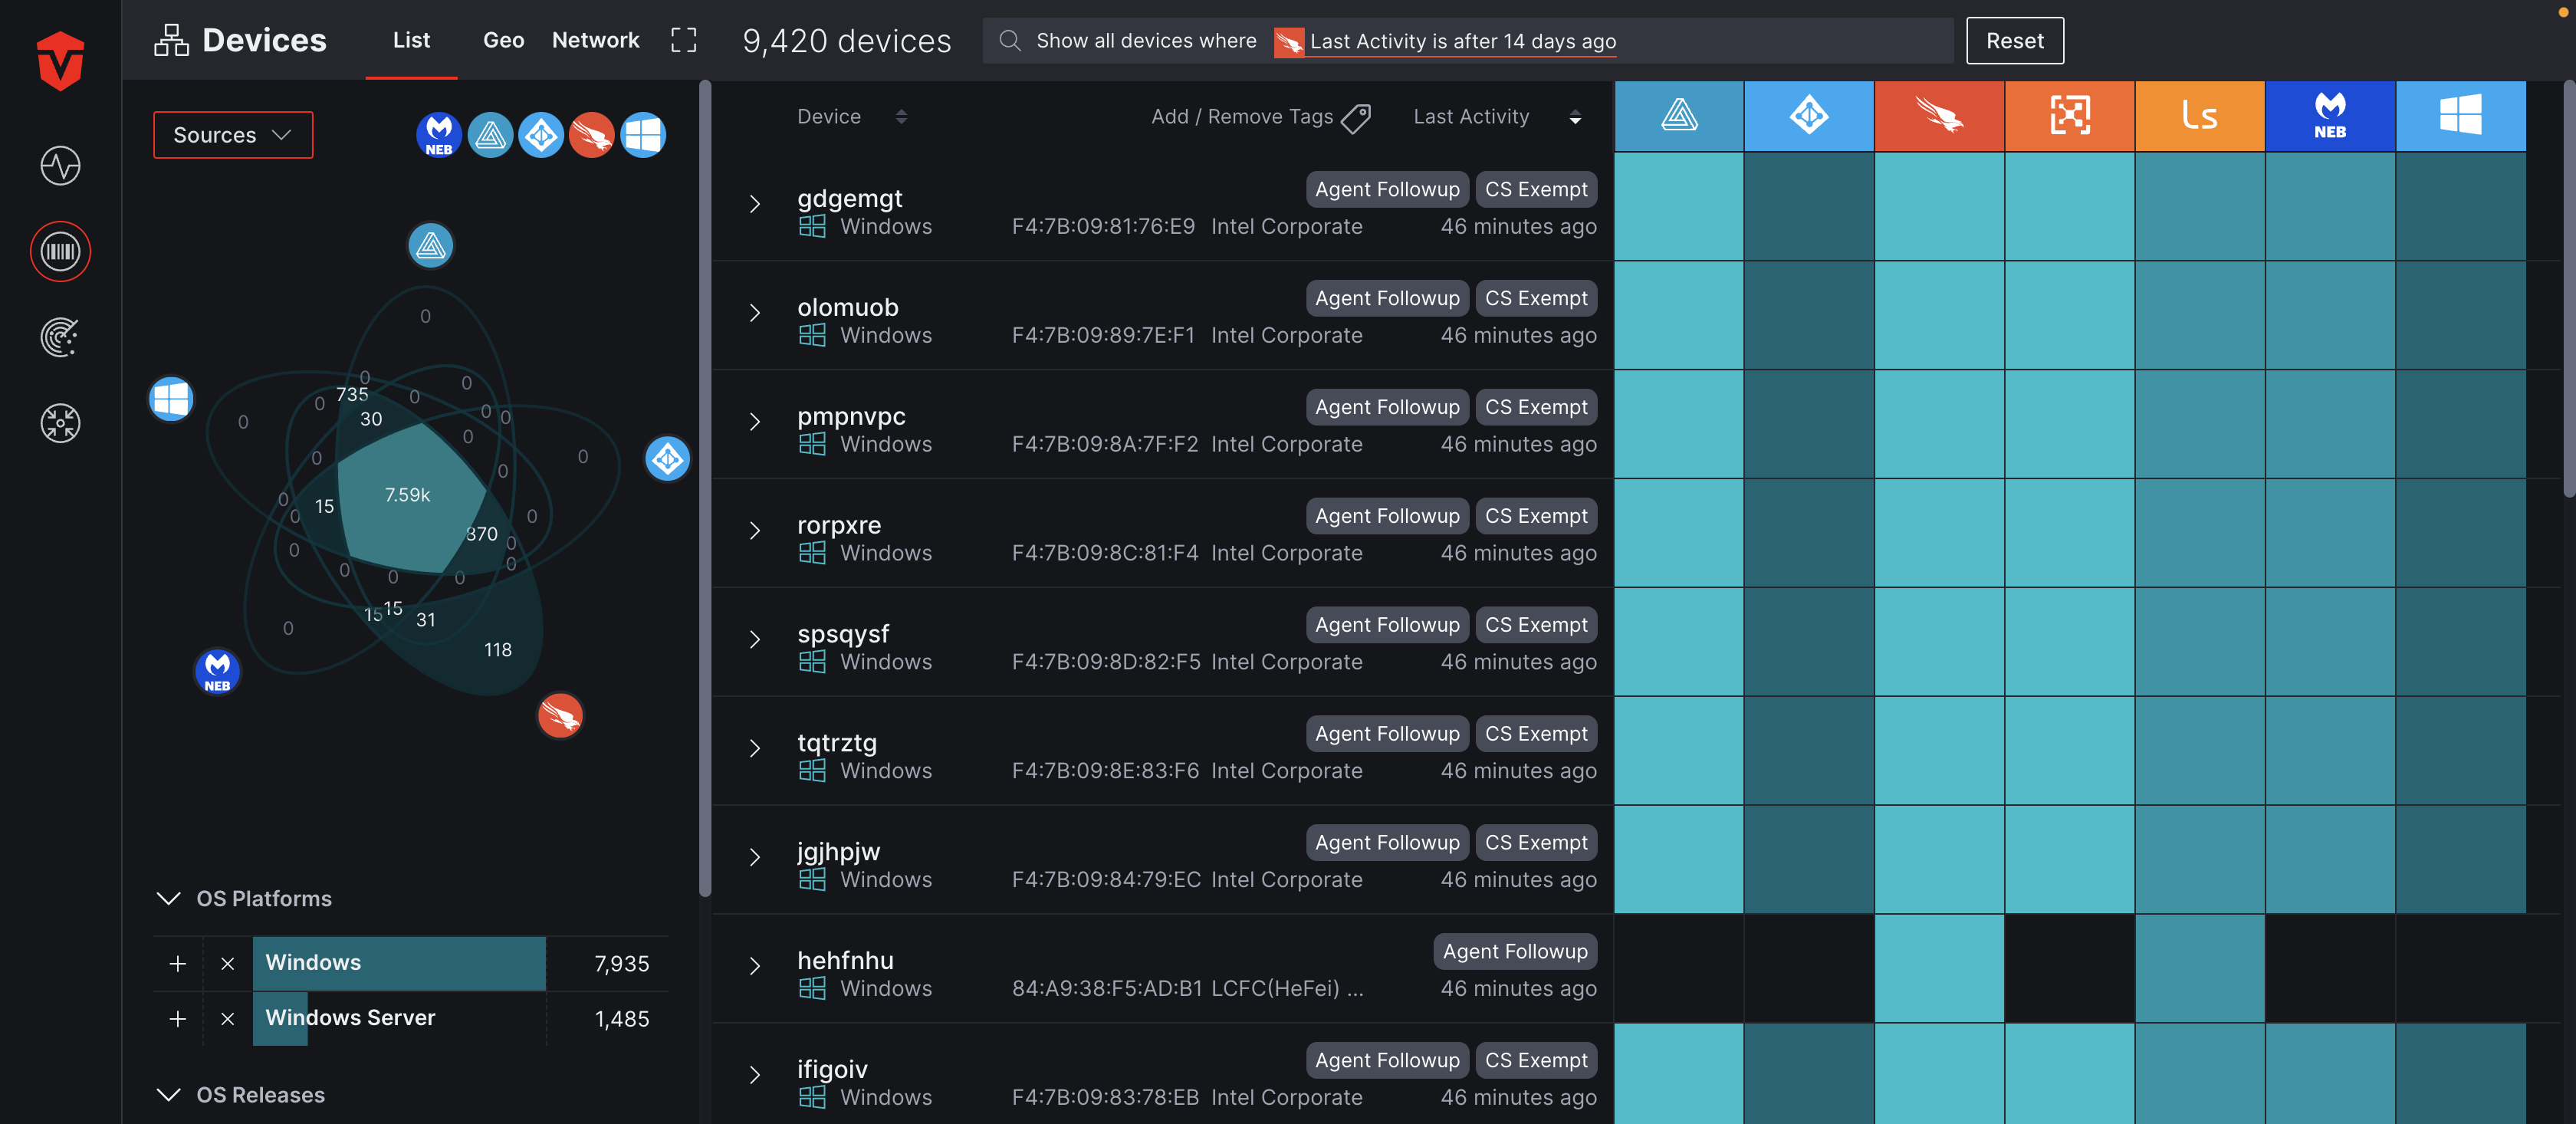 Devices
List
Geo
Network
9,420 devices
Show all devices where
Last Activity is after 14 days ago
Reset
Sources
NEB
0
0
735
0
0
0
30
0
0
0
0
0
0
0
0
7.59k
0
15
0
0
870
0
0
0
0
0
0
15
15
31
0
118
NEB
OS Platforms
Windows
7,935
Windows Server
1,485
OS Releases
Device
Add / Remove Tags
Last Activity
Ls
NEB
gdgemgt
Agent Followup
CS Exempt
Windows
F4:7B:09:81:76:E9
Intel Corporate
46 minutes ago
olomuob
Agent Followup
CS Exempt
Windows
F4:7B:09:89:7E:F1
Intel Corporate
46 minutes ago
pmpnvpc
Agent Followup
CS Exempt
Windows
F4:7B:09:8A:7F:F2
Intel Corporate
46 minutes ago
rorpxre
Agent Followup
CS Exempt
Windows
F4:7B:09:8C:81:F4
Intel Corporate
46 minutes ago
spsqysf
Agent Followup
CS Exempt
Windows
F4:7B:09:8D:82:F5
Intel Corporate
46 minutes ago
tqtrztg
Agent Followup
CS Exempt
Windows
F4:7B:09:8E:83:F6
Intel Corporate
46 minutes ago
jgjhpjw
Agent Followup
CS Exempt
Windows
F4:7B:09:84:79:EC
Intel Corporate
46 minutes ago
hehfnhu
Agent Followup
Windows
84:A9:38:F5:AD:B1
LCFC(HeFei) ...
46 minutes ago
ifigoiv
Agent Followup
CS Exempt
Windows
F4:7B:09:83:78:EB
Intel Corporate
46 minutes ago